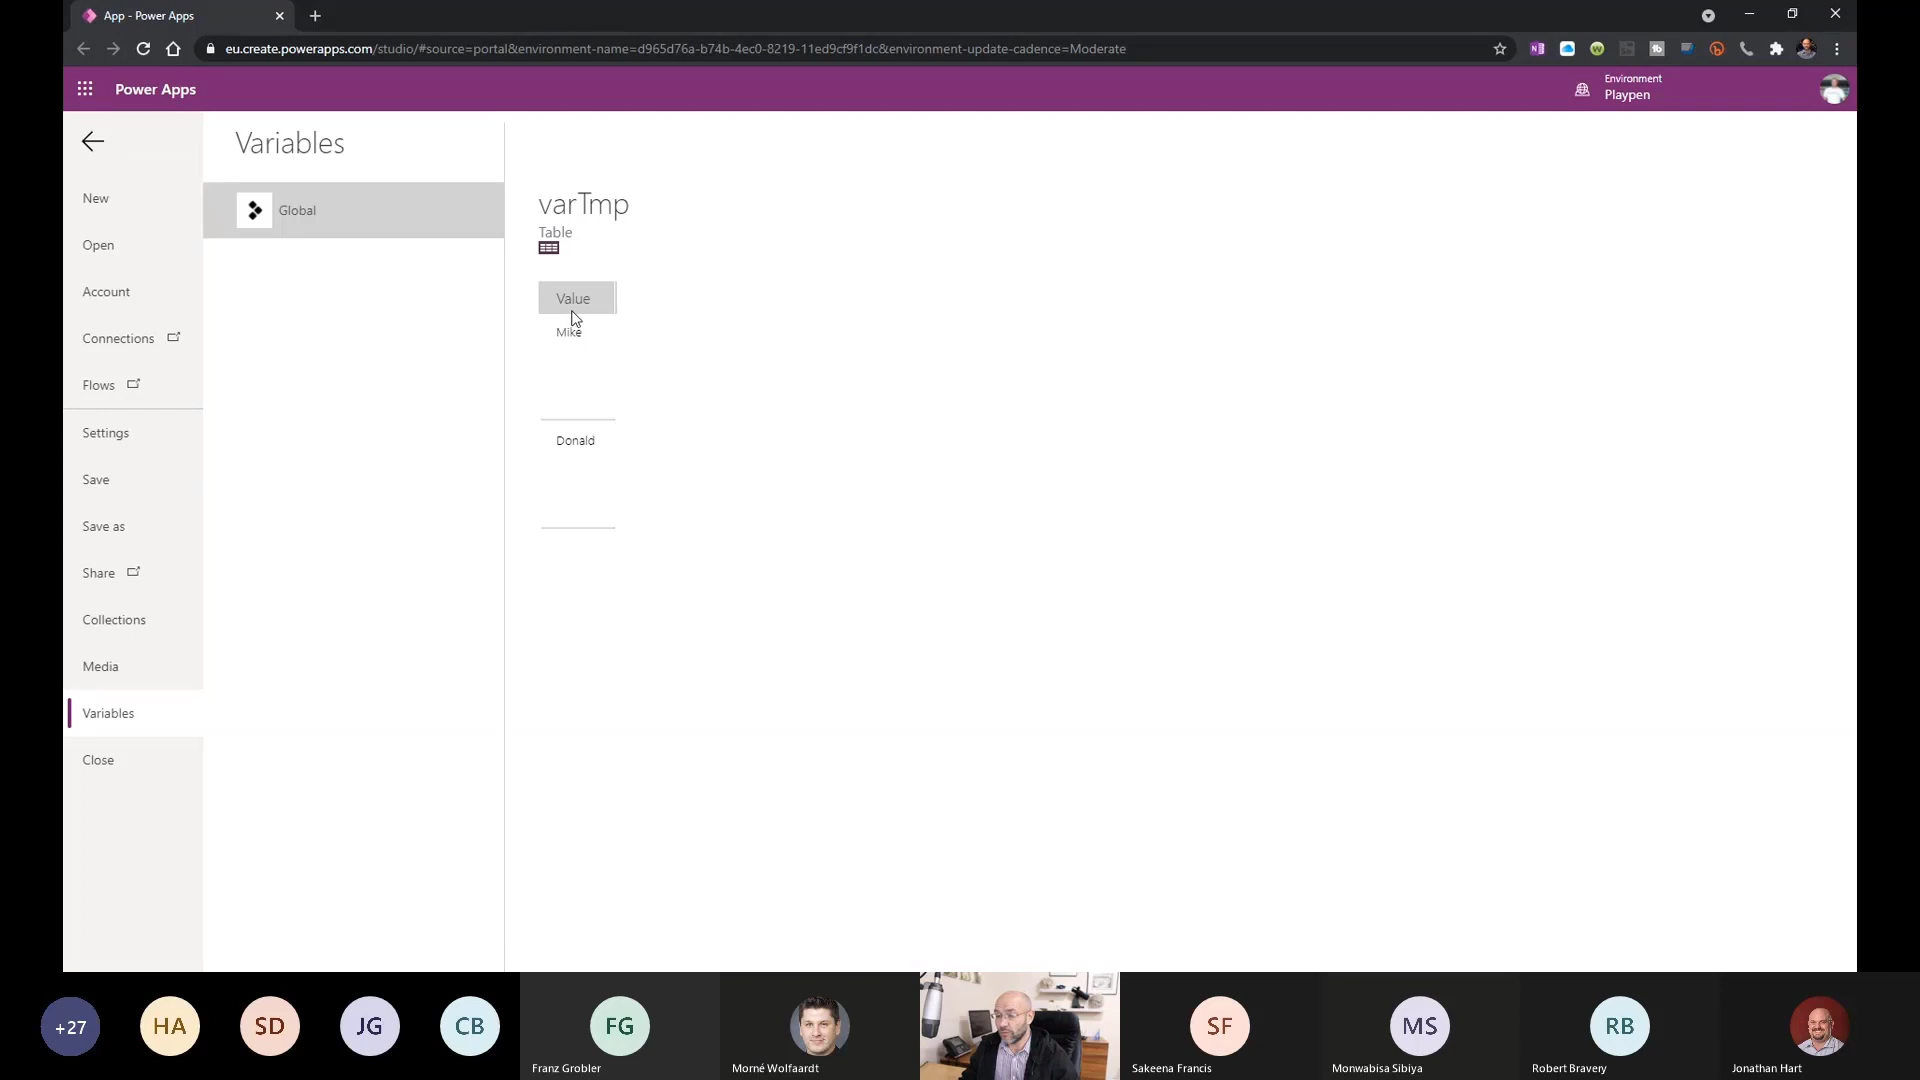 App - Power Apps
eu.create.powerapps.com/studio/#source=portal&environment-name=d965d76a-b74b-4ec0-8219-11ed9cf9f1dc&environment-update-cadence=Moderate
Power Apps
Environment
Playpen
Variables
New
Open
Account
Connections
Flows
Settings
Save
Save as
Share
Collections
Media
Variables
Close
Global
varTmp
Table
Value
Mike
Donald
+27
HA
SD
JG
CB
FG
Franz Grobler
Morné Wolfaardt
SF
Sakeena Francis
MS
Monwabisa Sibiya
RB
Robert Bravery
Jonathan Hart